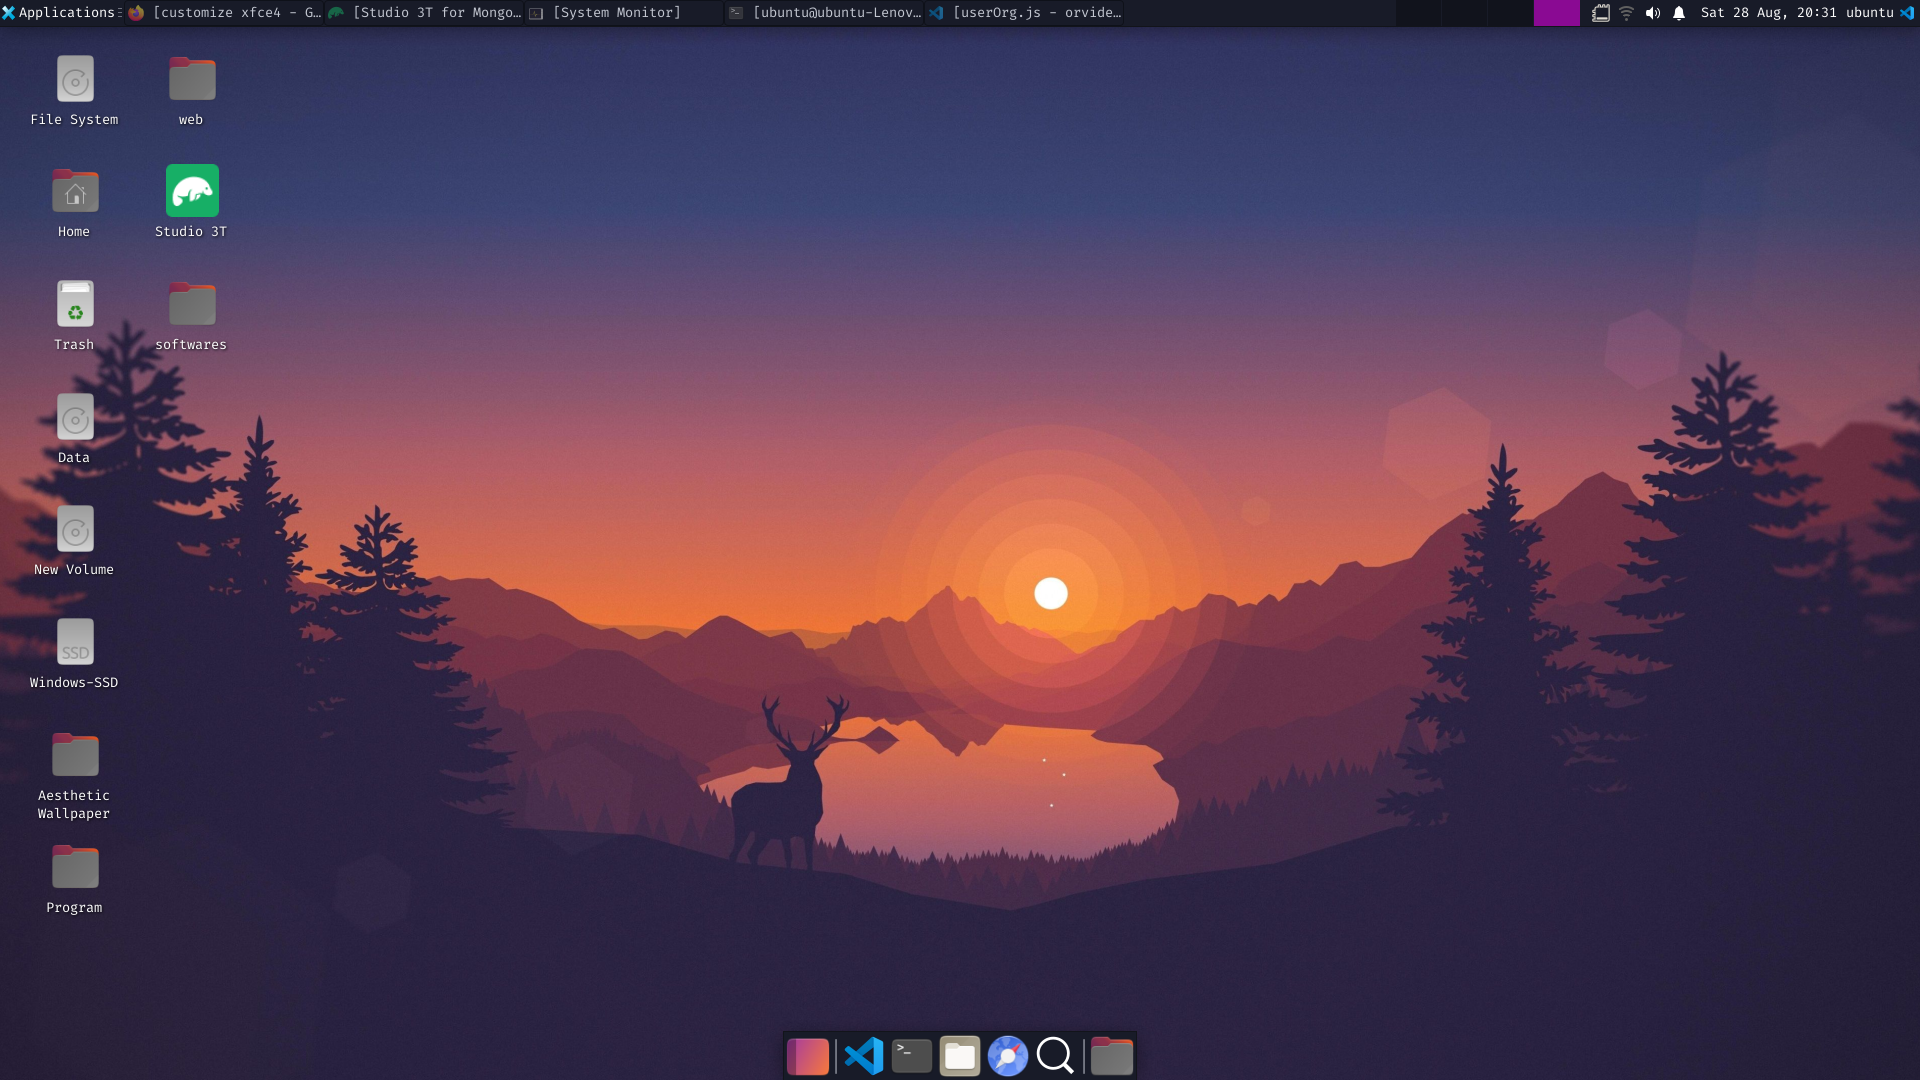 Applications
[customize xfce4 - G...
[Studio 3T for Mongo...
[System Monitor]
[ubuntu@ubuntu-Lenov...
[userOrg.js - orvide...
Sat 28 Aug, 20:31
ubuntu
File System
web
Home
Studio 3T
Trash
softwares
Data
New Volume
SSD
Windows-SSD
Aesthetic
Wallpaper
Program
>_